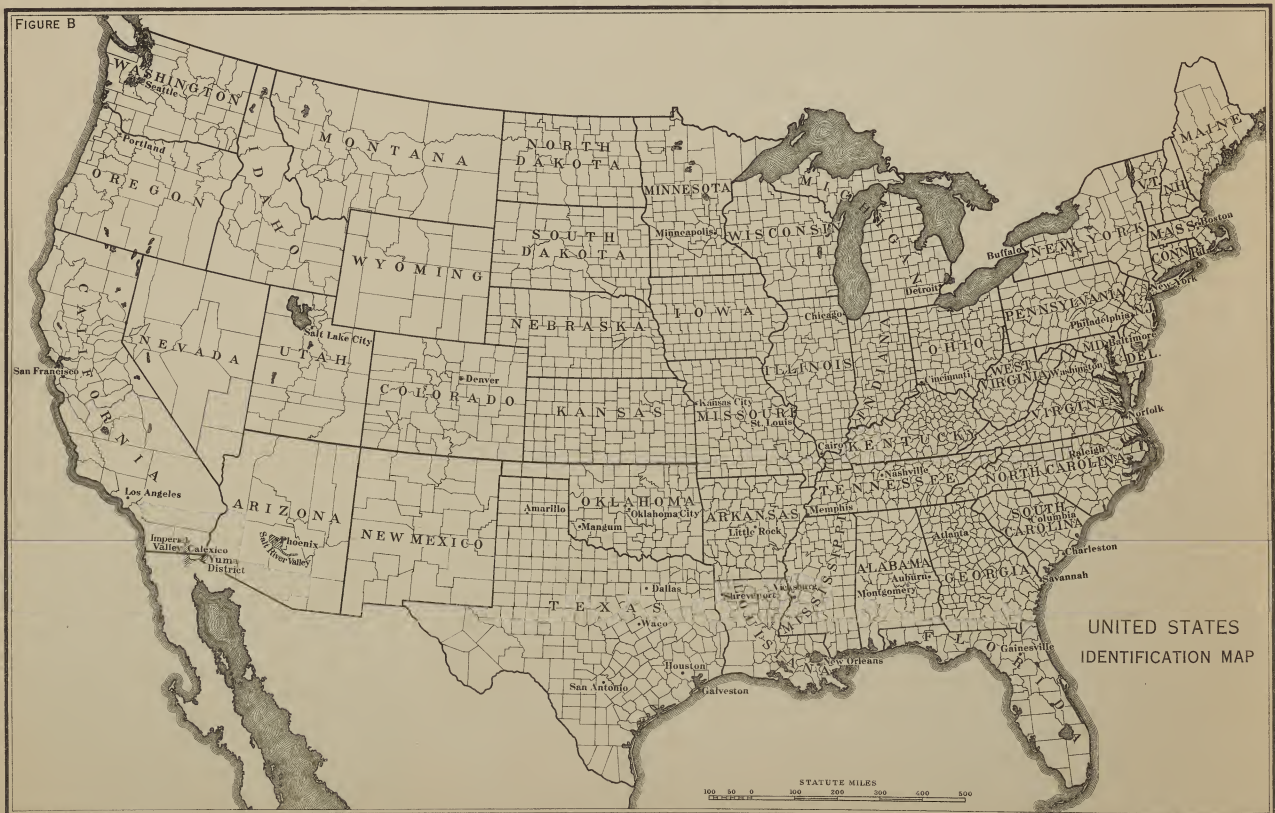 FIGURE B
WASHINGTON
Seattle
Portland
OREGON
IDAHO
MONTANA
NORTH
DAKOTA
MINNESOTA
Minneapolis
SOUTH
DAKOTA
WYOMING
WISCONSIN
MICHIGAN
Detroit
Chicago
MAINE
VT.
NH
MASS.
Boston
CONN.
R.I.
NEW YORK
Buffalo
New York
PENNSYLVANIA
Philadelphia
N.J.
MD.
Baltimore
DEL.
Washington
CALIFORNIA
San Francisco
Los Angeles
Imperial
Valley
Calexico
Yuma
District
NEVADA
UTAH
Salt Lake City
COLORADO
Denver
NEBRASKA
IOWA
ILLINOIS
INDIANA
OHIO
Cincinnati
WEST
VIRGINIA
VIRGINIA
Norfolk
KANSAS
Kansas City
MISSOURI
St. Louis
Cairo
KENTUCKY
ARIZONA
Phoenix
Salt River Valley
NEW MEXICO
Amarillo
OKLAHOMA
Oklahoma City
Mangum
ARKANSAS
Little Rock
TENNESSEE
Nashville
Memphis
NORTH CAROLINA
Raleigh
SOUTH
CAROLINA
Columbia
Charleston
Savannah
GEORGIA
Atlanta
ALABAMA
Auburn
Montgomery
MISSISSIPPI
Vicksburg
TEXAS
Dallas
Waco
Houston
San Antonio
Galveston
LOUISIANA
Shreveport
New Orleans
FLORIDA
Gainesville
UNITED STATES
IDENTIFICATION MAP
STATUTE MILES
100 50 0 100 200 300 400 500